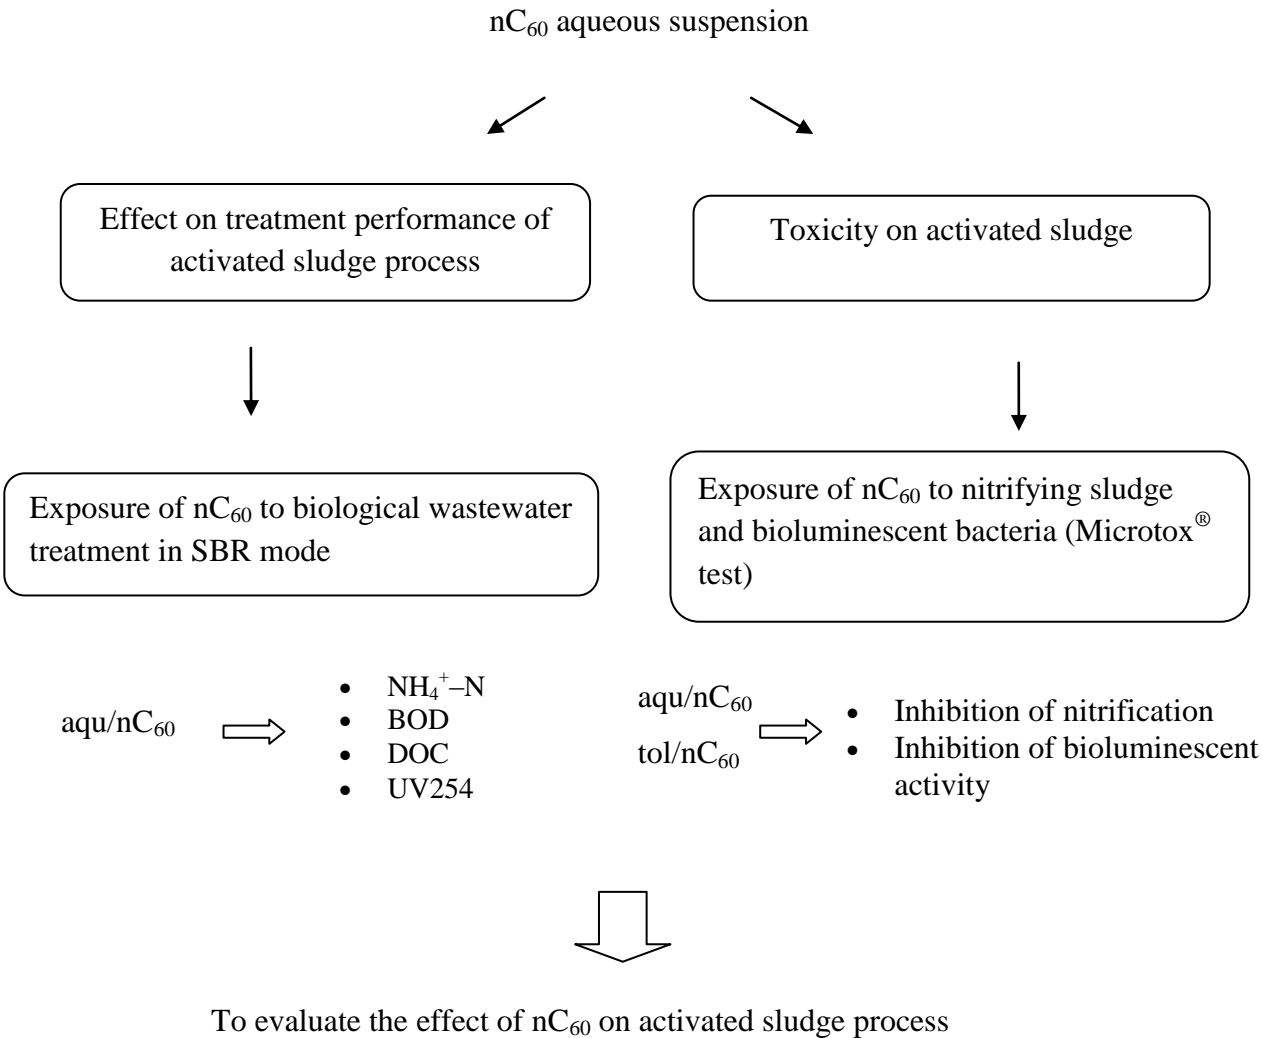 nC₆₀ aqueous suspension
Effect on treatment performance of
activated sludge process
Toxicity on activated sludge
Exposure of nC₆₀ to biological wastewater
treatment in SBR mode
Exposure of nC₆₀ to nitrifying sludge
and bioluminescent bacteria (Microtox®
test)
aqu/nC₆₀
• NH₄⁺–N
• BOD
• DOC
• UV254
aqu/nC₆₀
tol/nC₆₀
• Inhibition of nitrification
• Inhibition of bioluminescent
activity
To evaluate the effect of nC₆₀ on activated sludge process